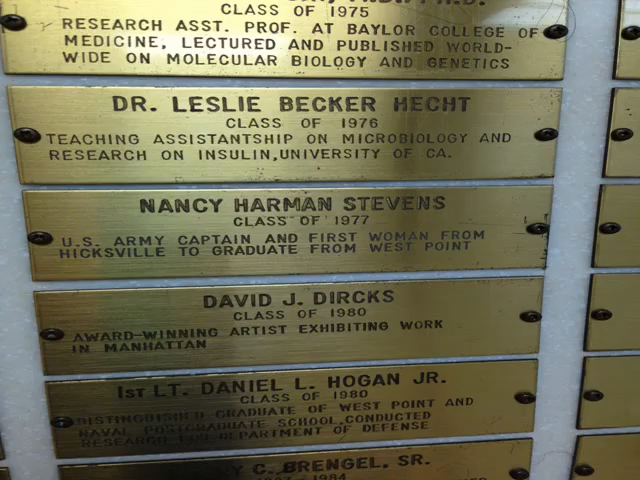 CLASS OF 1975
RESEARCH ASST. PROF. AT BAYLOR COLLEGE OF
MEDICINE, LECTURED AND PUBLISHED WORLD-
WIDE ON MOLECULAR BIOLOGY AND GENETICS
DR. LESLIE BECKER HECHT
CLASS OF 1976
TEACHING ASSISTANTSHIP ON MICROBIOLOGY AND
RESEARCH ON INSULIN, UNIVERSITY OF CA.
NANCY HARMAN STEVENS
CLASS OF 1977
U.S. ARMY CAPTAIN AND FIRST WOMAN FROM
HICKSVILLE TO GRADUATE FROM WEST POINT
DAVID J. DIRCKS
CLASS OF 1980
AWARD-WINNING ARTIST EXHIBITING WORK
IN MANHATTAN
1ST LT. DANIEL L. HOGAN JR.
CLASS OF 1980
DISTINGUISHED GRADUATE OF WEST POINT AND
NAVAL POSTGRADUATE SCHOOL, CONDUCTED
RESEARCH FOR DEPARTMENT OF DEFENSE
Y C. BRENGEL, SR.